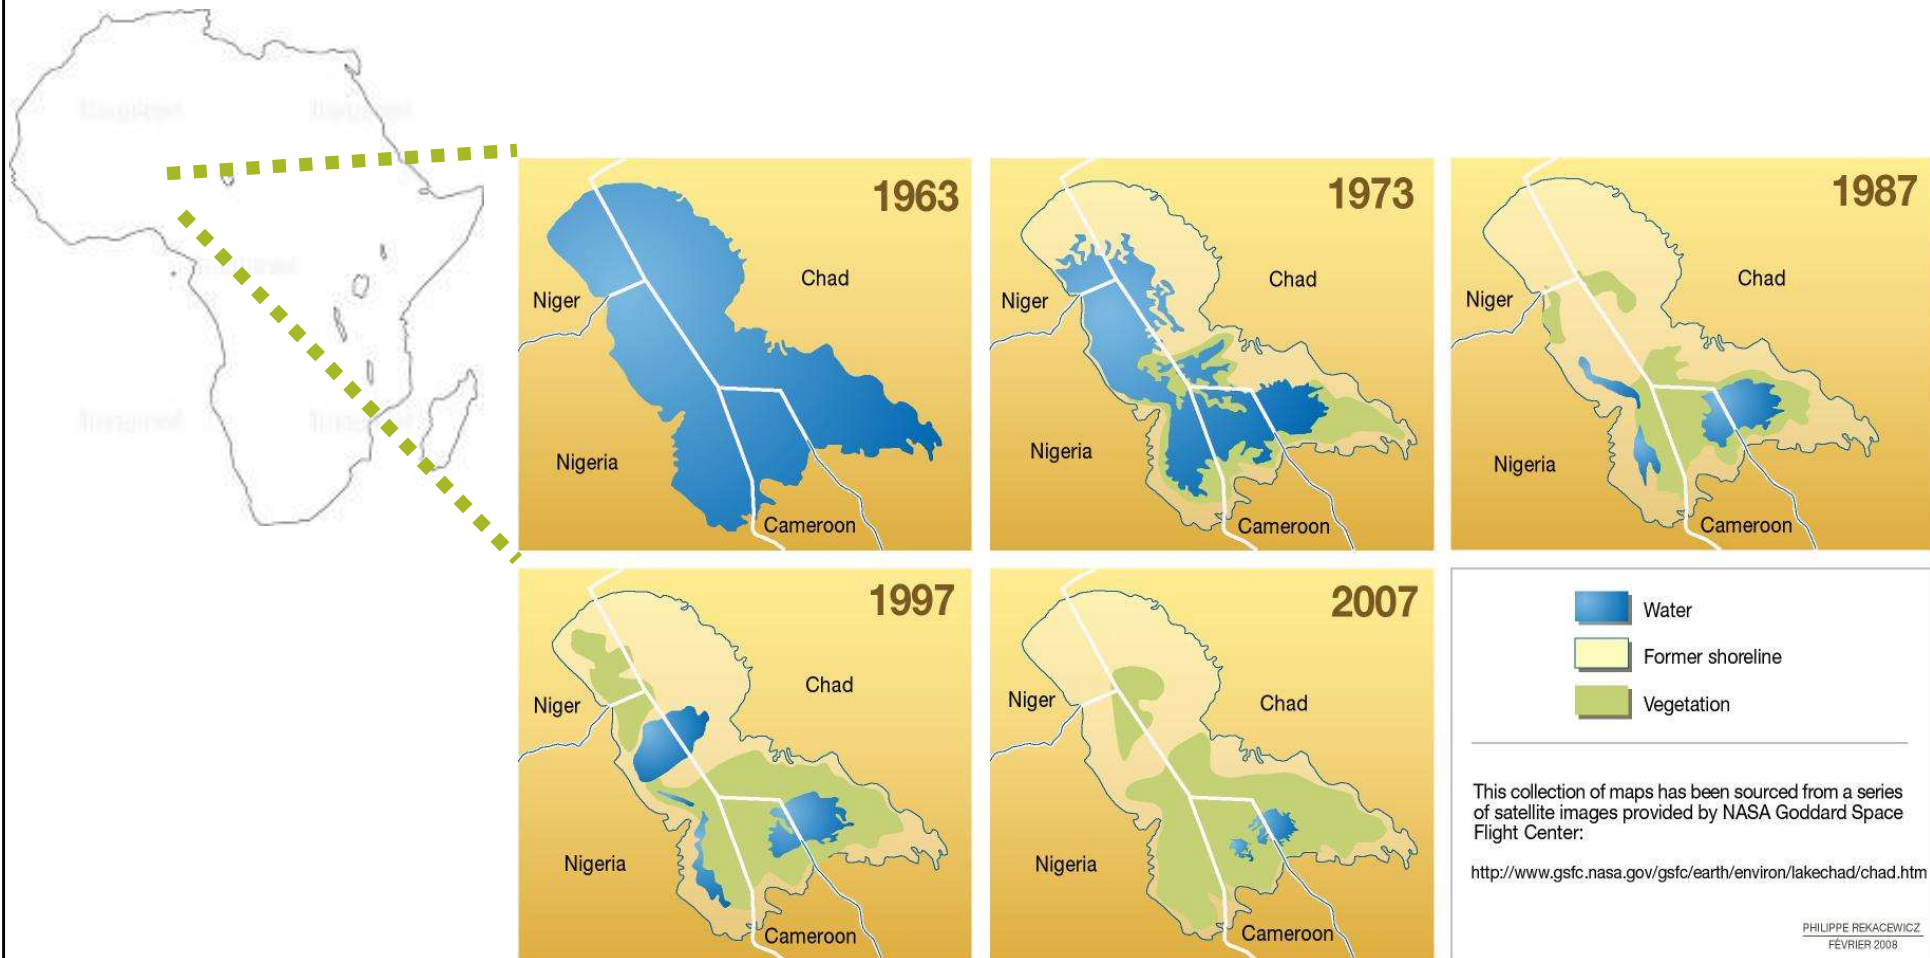 1963
Chad
Niger
Nigeria
Cameroon
1973
Chad
Niger
Nigeria
Cameroon
1987
Chad
Niger
Nigeria
Cameroon
1997
Chad
Niger
Nigeria
Cameroon
2007
Chad
Niger
Nigeria
Cameroon
Water
Former shoreline
Vegetation
This collection of maps has been sourced from a series
of satellite images provided by NASA Goddard Space
Flight Center:
http://www.gsfc.nasa.gov/gsfc/earth/environ/lakechad/chad.htm
PHILIPPE REKACEWICZ
FÉVRIER 2008